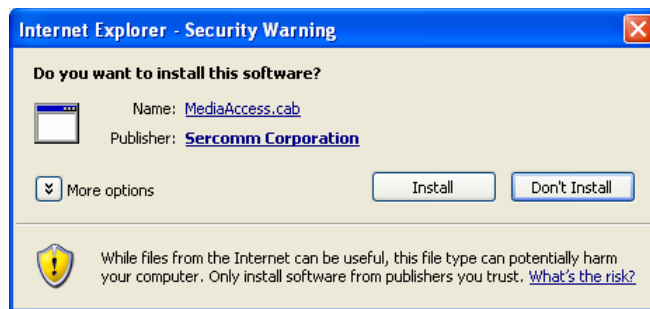 Internet Explorer - Security Warning
Do you want to install this software?
Name: MediaAccess.cab
Publisher: Sercomm Corporation
More options
Install
Don't Install
While files from the Internet can be useful, this file type can potentially harm
your computer. Only install software from publishers you trust. What's the risk?